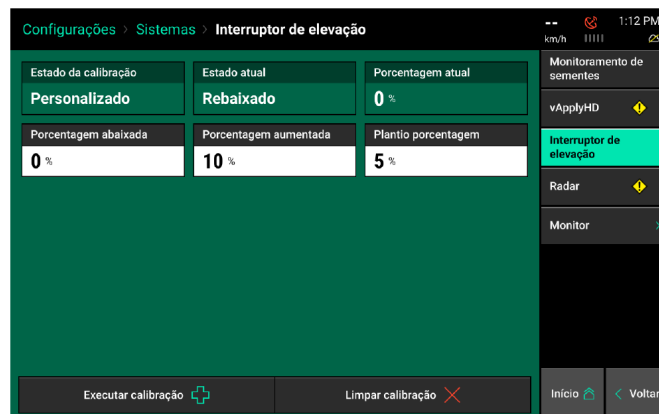 Configurações > Sistemas > Interruptor de elevação
--
km/h
1:12 PM
Estado da calibração
Personalizado
Estado atual
Rebaixado
Porcentagem atual
0 %
Porcentagem abaixada
0 %
Porcentagem aumentada
10 %
Plantio porcentagem
5 %
Monitoramento de
sementes
vApplyHD
Interruptor de
elevação
Radar
Monitor
Executar calibração
Limpar calibração
Início
Voltar